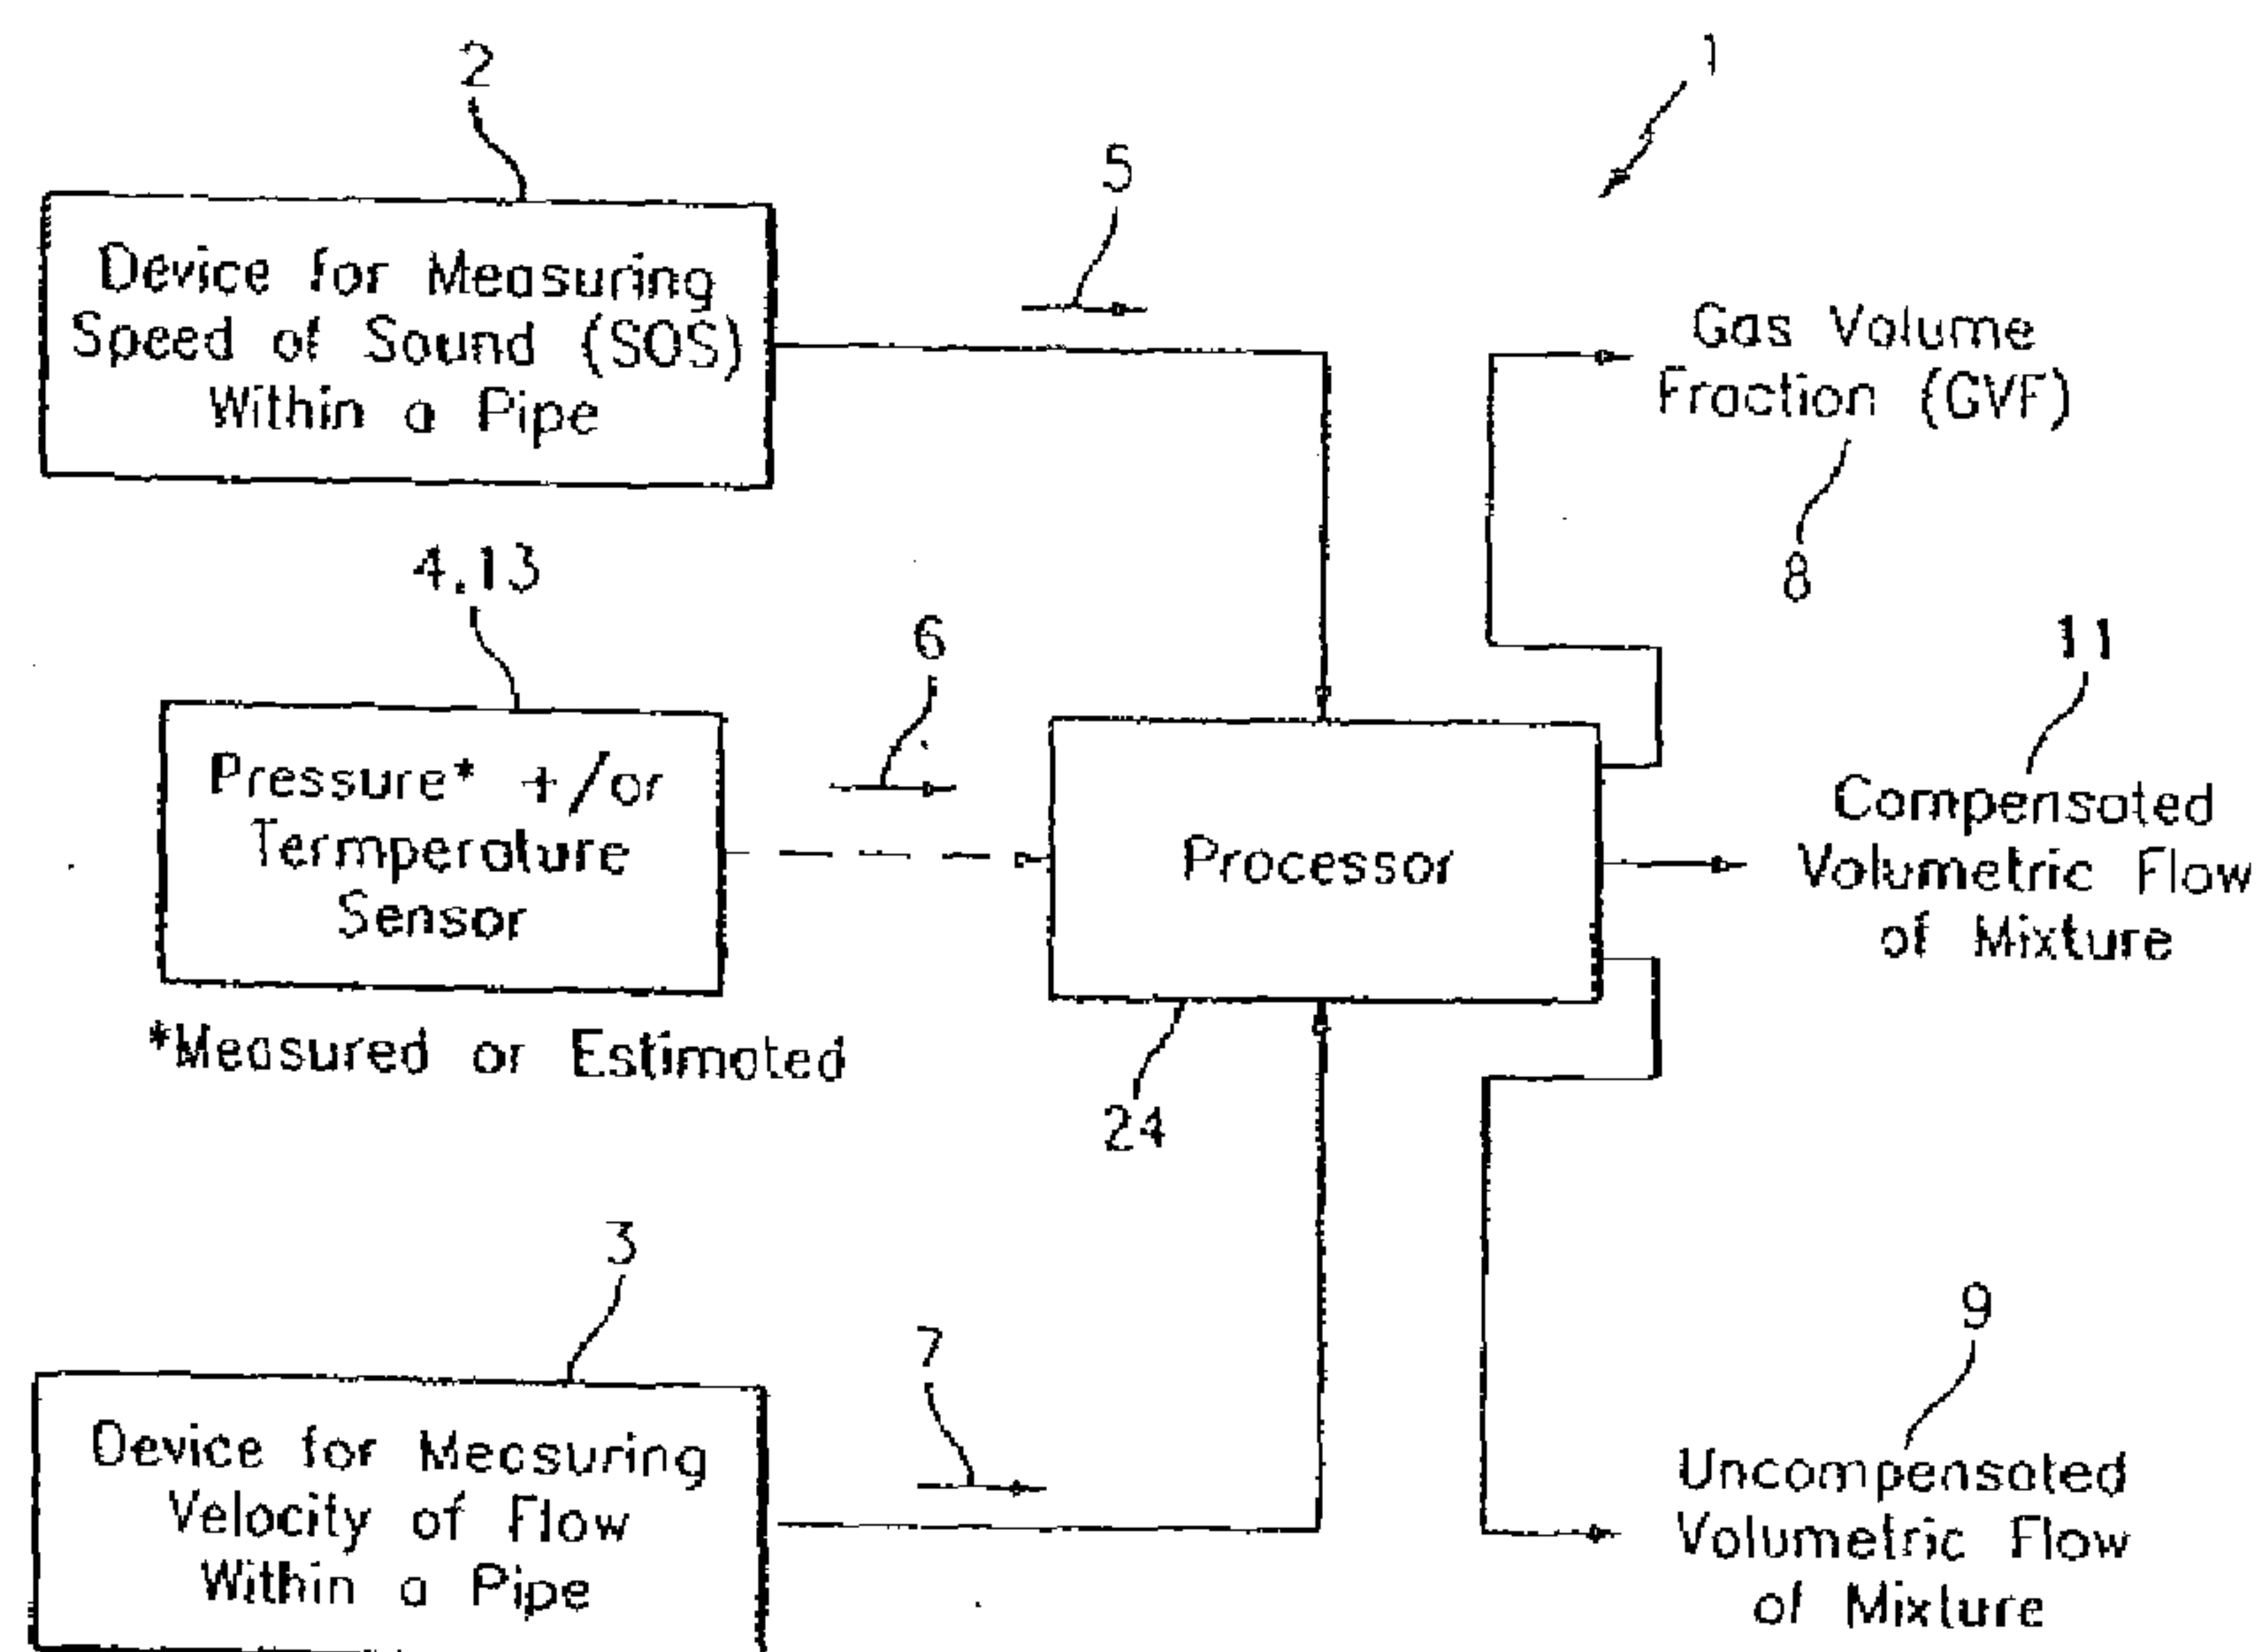 2
1
5
Device for Measuring
Speed of Sound (SOS)
Within a Pipe
Gas Volume
Fraction (GVF)
8
4,13
6
11
Pressure* +/or
Termperature
Sensor
Processor
Compensated
Volumetric Flow
of Mixture
*Measured or Estimated
24
3
7
9
Device for Measuring
Velocity of Flow
Within a Pipe
Uncompensated
Volumetric Flow
of Mixture